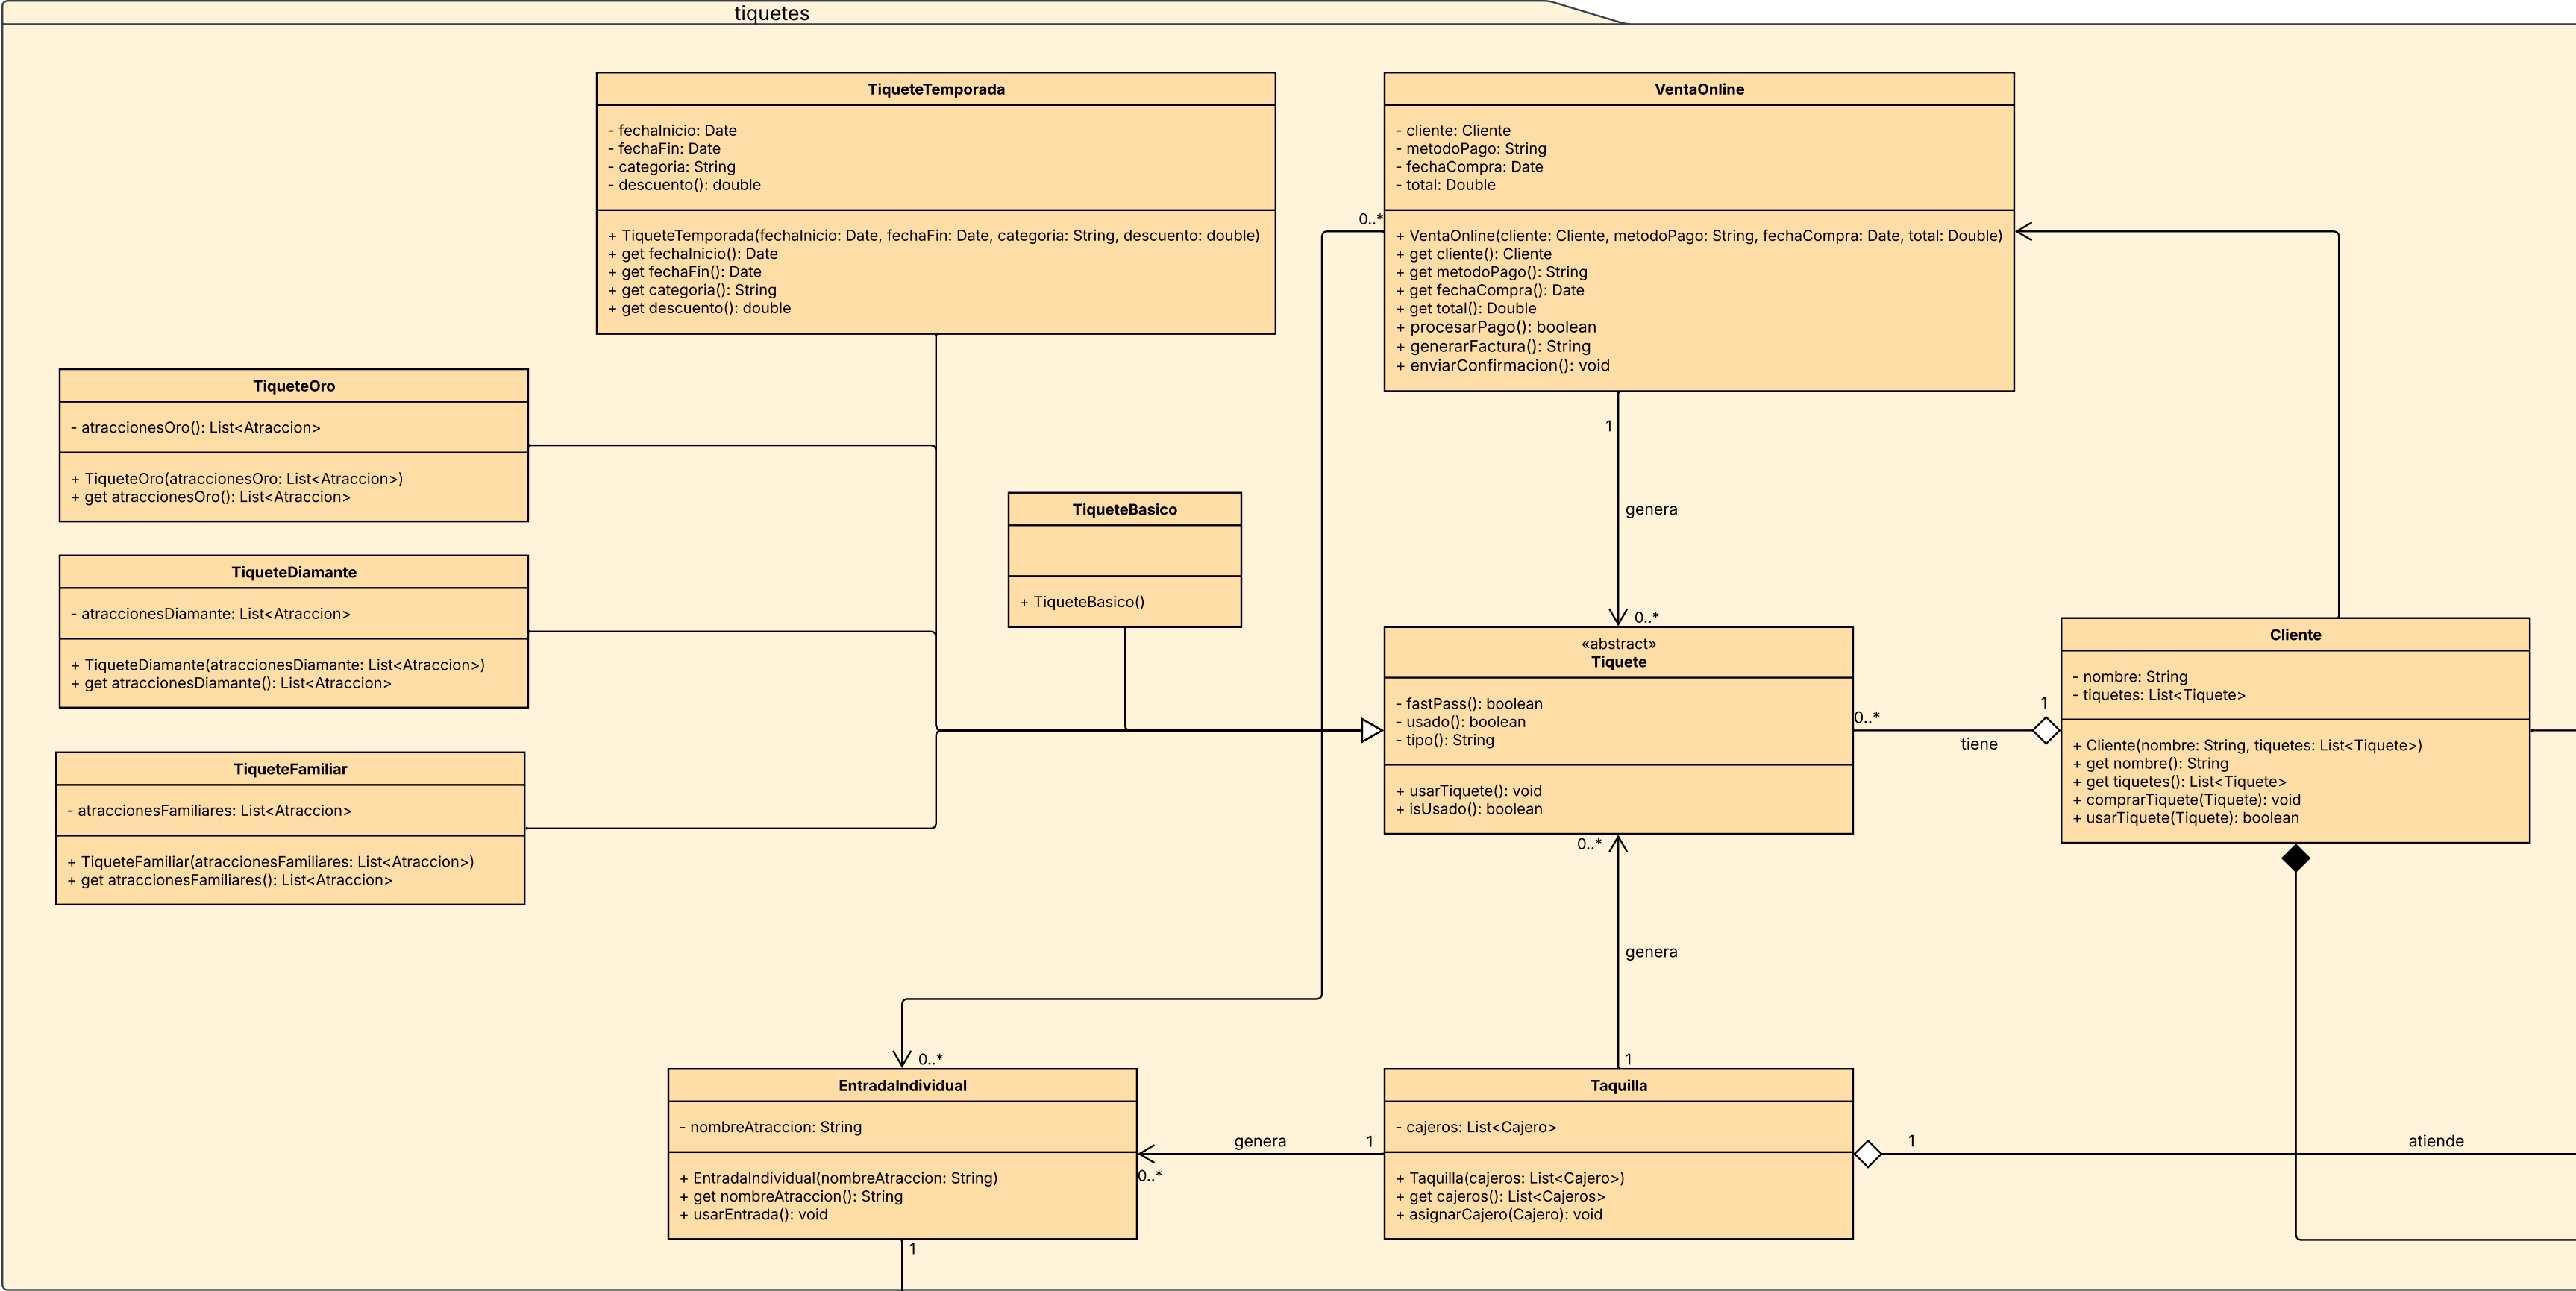 tiquetes
TiqueteTemporada
- fechaInicio: Date
- fechaFin: Date
- categoria: String
- descuento(): double
+ TiqueteTemporada(fechaInicio: Date, fechaFin: Date, categoria: String, descuento: double)
+ get fechaInicio(): Date
+ get fechaFin(): Date
+ get categoria(): String
+ get descuento(): double
VentaOnline
- cliente: Cliente
- metodoPago: String
- fechaCompra: Date
- total: Double
+ VentaOnline(cliente: Cliente, metodoPago: String, fechaCompra: Date, total: Double)
+ get cliente(): Cliente
+ get metodoPago(): String
+ get fechaCompra(): Date
+ get total(): Double
+ procesarPago(): boolean
+ generarFactura(): String
+ enviarConfirmacion(): void
0..*
TiqueteOro
- atraccionesOro(): List<Atraccion>
+ TiqueteOro(atraccionesOro: List<Atraccion>)
+ get atraccionesOro(): List<Atraccion>
1
genera
0..*
TiqueteBasico
+ TiqueteBasico()
TiqueteDiamante
- atraccionesDiamante: List<Atraccion>
+ TiqueteDiamante(atraccionesDiamante: List<Atraccion>)
+ get atraccionesDiamante(): List<Atraccion>
«abstract»
Tiquete
- fastPass(): boolean
- usado(): boolean
- tipo(): String
+ usarTiquete(): void
+ isUsado(): boolean
0..*
tiene
1
Cliente
- nombre: String
- tiquetes: List<Tiquete>
+ Cliente(nombre: String, tiquetes: List<Tiquete>)
+ get nombre(): String
+ get tiquetes(): List<Tiquete>
+ comprarTiquete(Tiquete): void
+ usarTiquete(Tiquete): boolean
TiqueteFamiliar
- atraccionesFamiliares: List<Atraccion>
+ TiqueteFamiliar(atraccionesFamiliares: List<Atraccion>)
+ get atraccionesFamiliares(): List<Atraccion>
0..*
genera
1
0..*
EntradaIndividual
- nombreAtraccion: String
+ EntradaIndividual(nombreAtraccion: String)
+ get nombreAtraccion(): String
+ usarEntrada(): void
genera
1
0..*
Taquilla
- cajeros: List<Cajero>
+ Taquilla(cajeros: List<Cajero>)
+ get cajeros(): List<Cajeros>
+ asignarCajero(Cajero): void
1
atiende
1